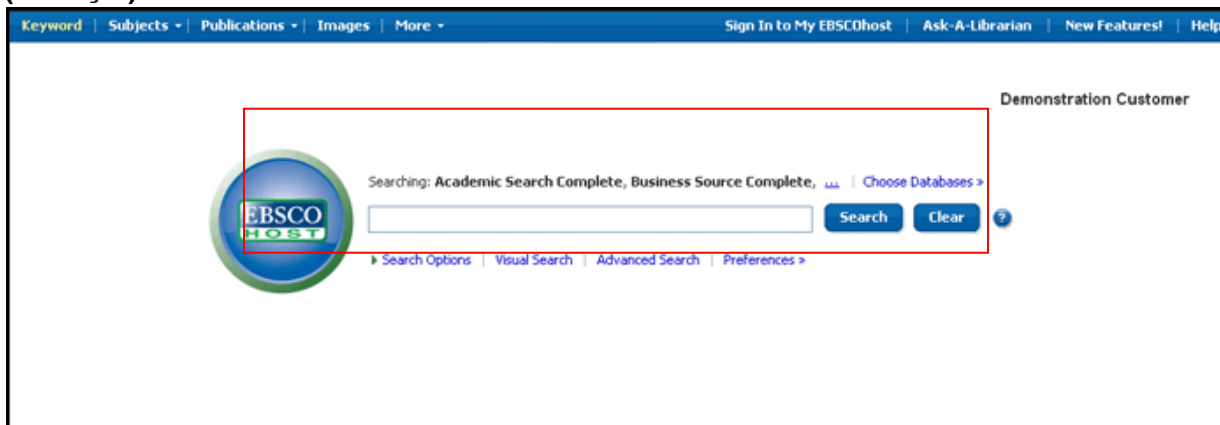 Keyword | Subjects | Publications | Images | More Sign In to My EBSCOhost | Ask-A-Librarian | New Features! | Help
Demonstration Customer
Searching: Academic Search Complete, Business Source Complete, ... | Choose Databases »
EBSCO
HOST
Search Clear ?
Search Options | Visual Search | Advanced Search | Preferences »